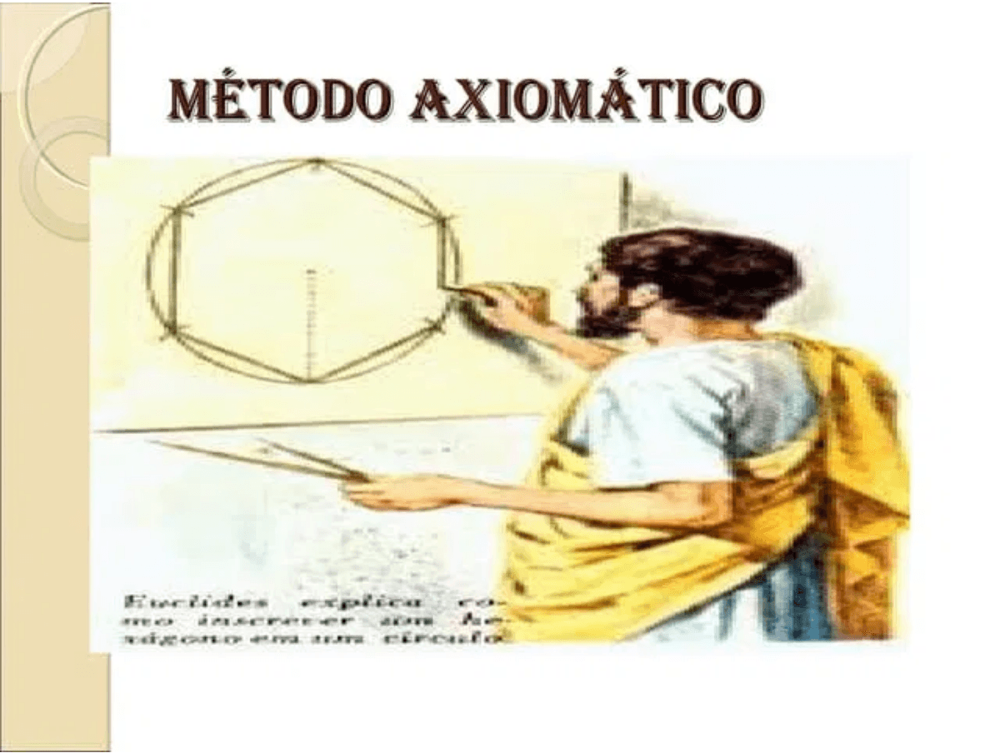 MÉTODO AXIOMÁTICO
Euclides explica co-
mo inscrever um he-
xágono em um círculo.